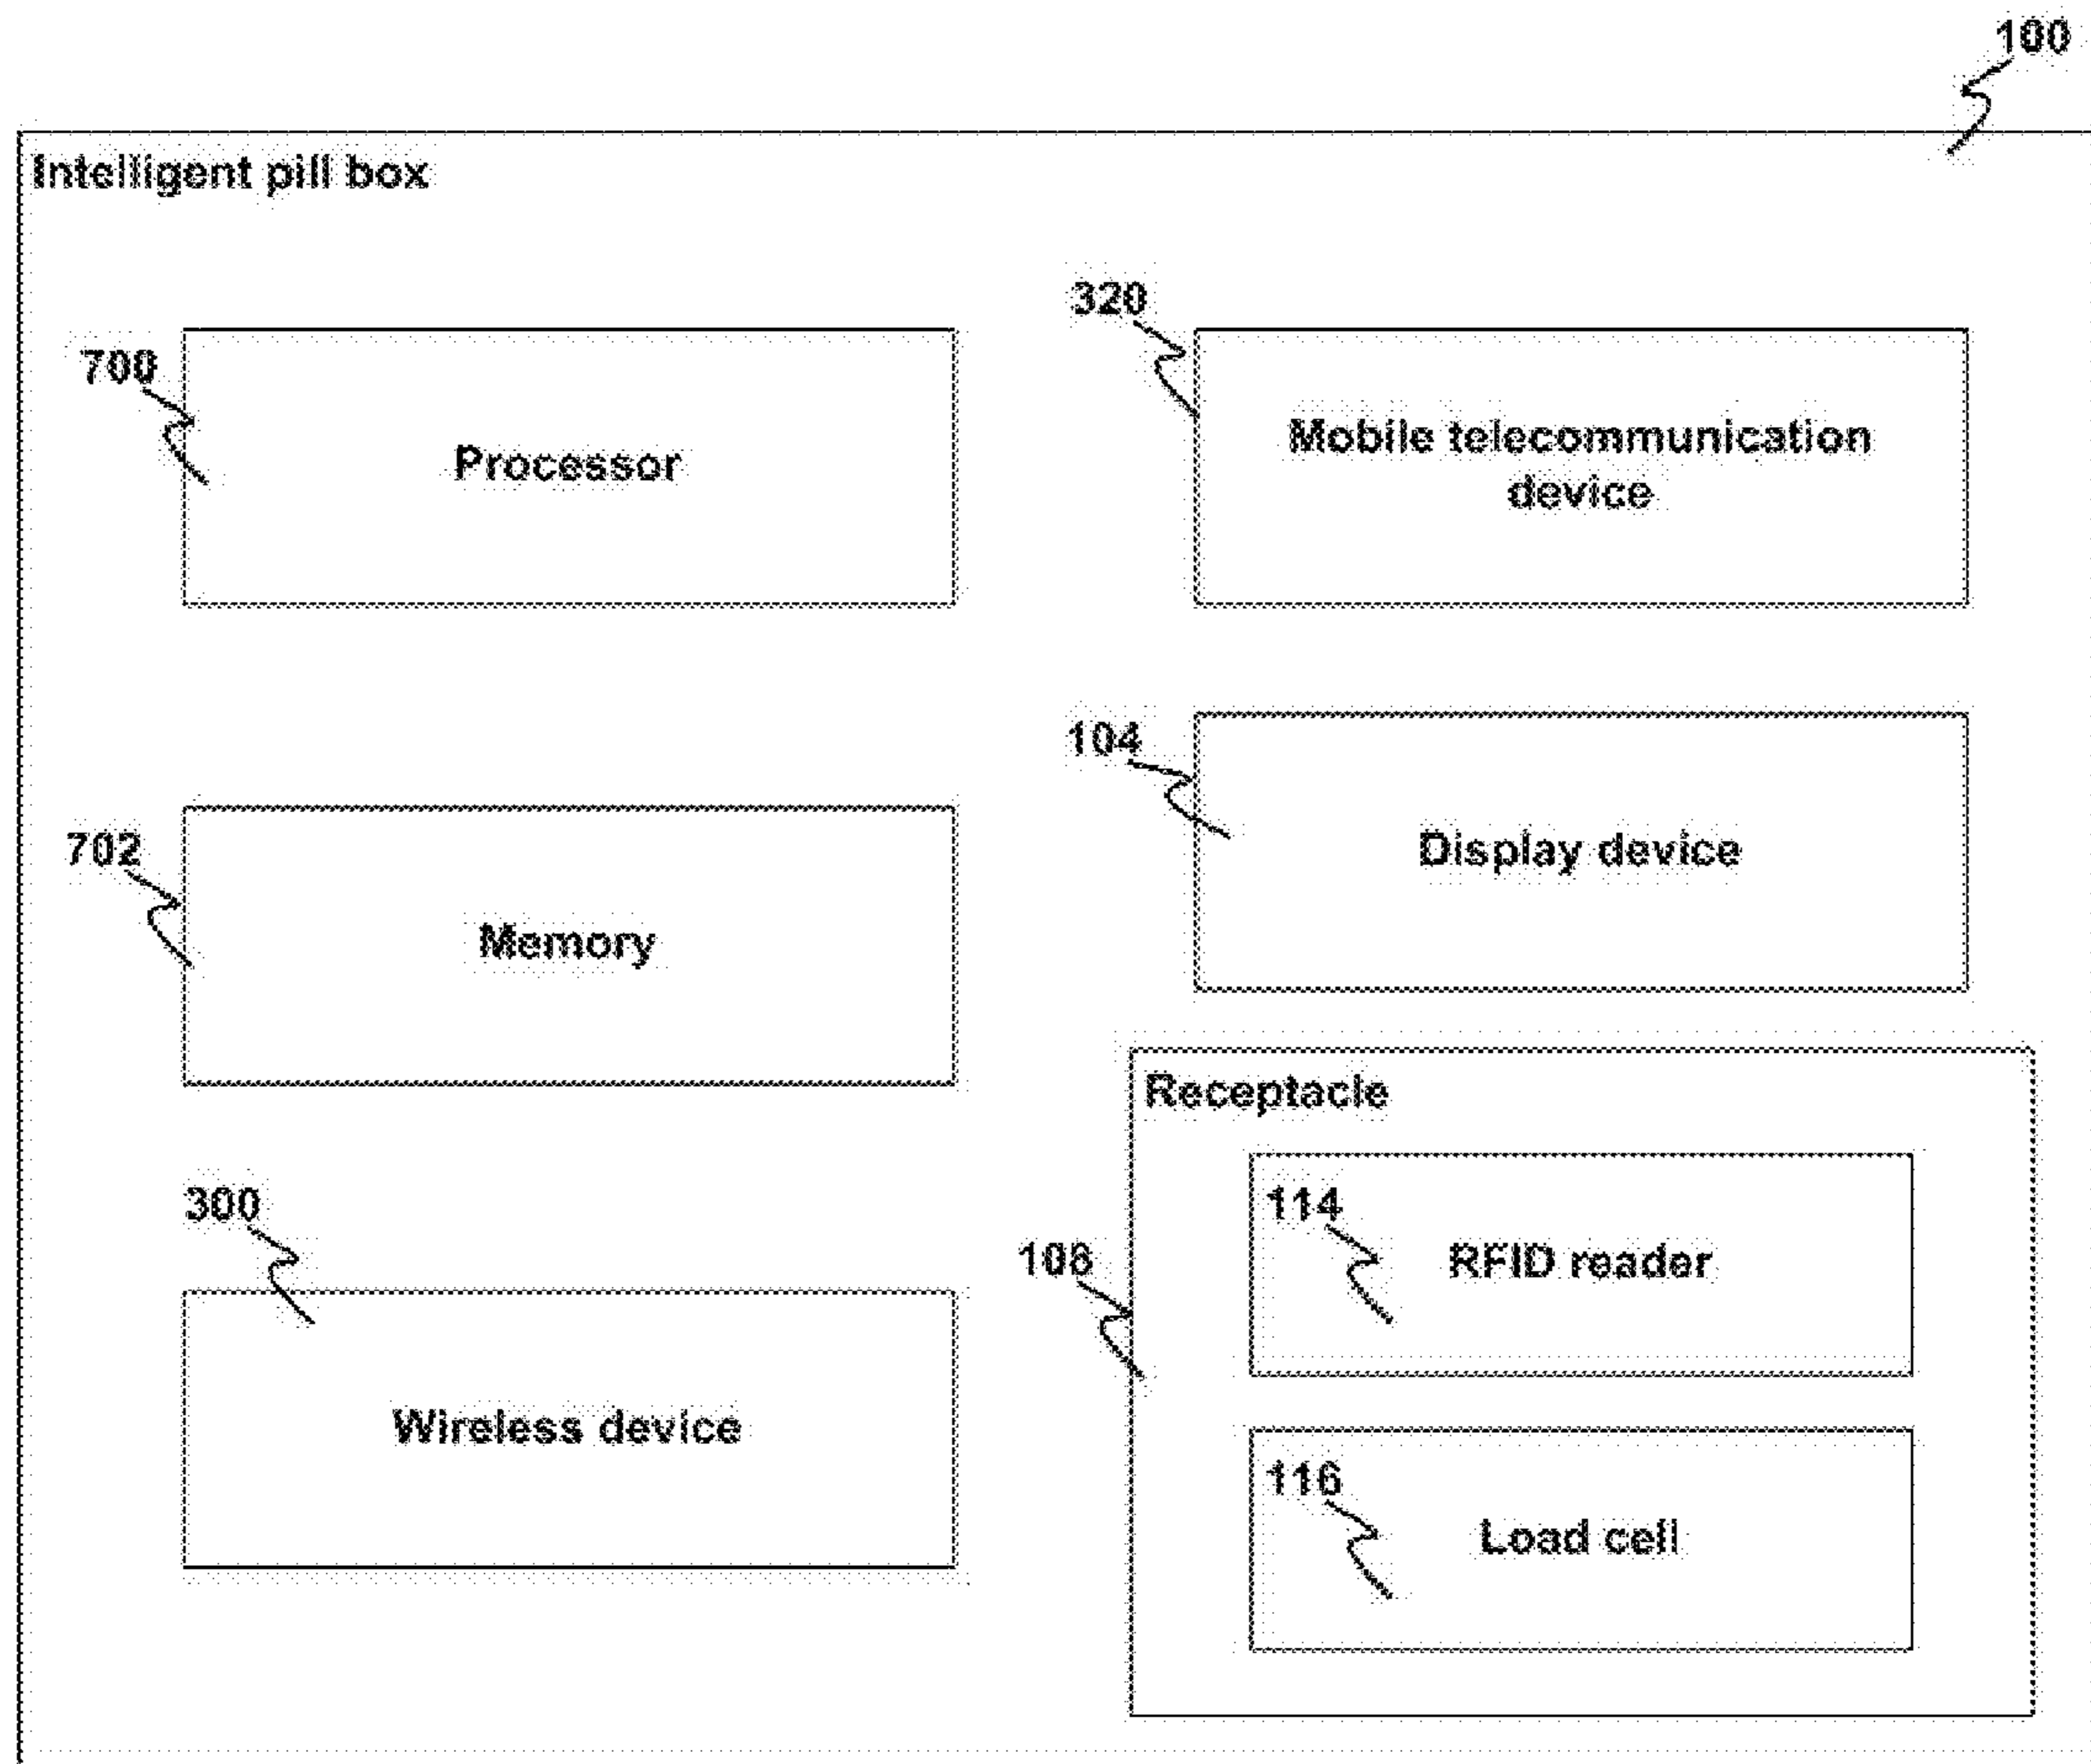 100
Intelligent pill box
320
700
Mobile telecommunication
device
Processor
104
Display device
702
Memory
Receptacle
114
RFID reader
300
108
Wireless device
116
Load cell